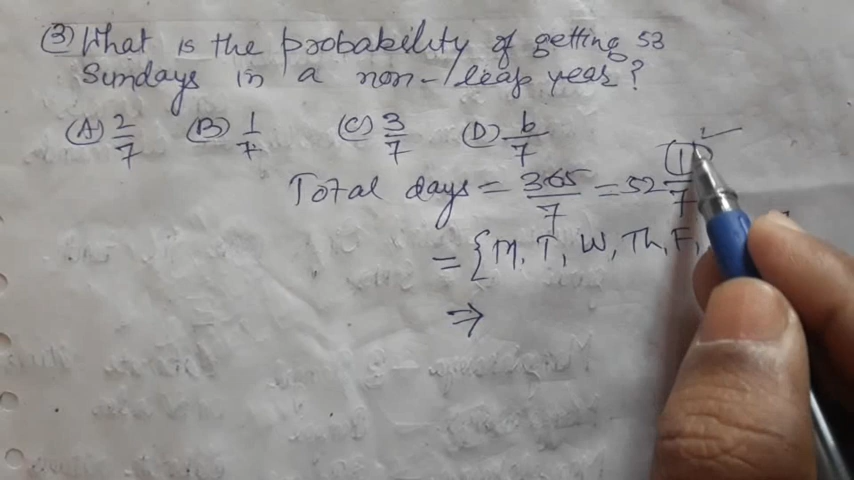 (3) What is the probability of getting 53
Sundays in a non-leap year?
(A) 2/7 (B) 1/7 (C) 3/7 (D) 6/7
Total days = 365/7 = 52 1/7
= {M, T, W, Th, F,
⇒